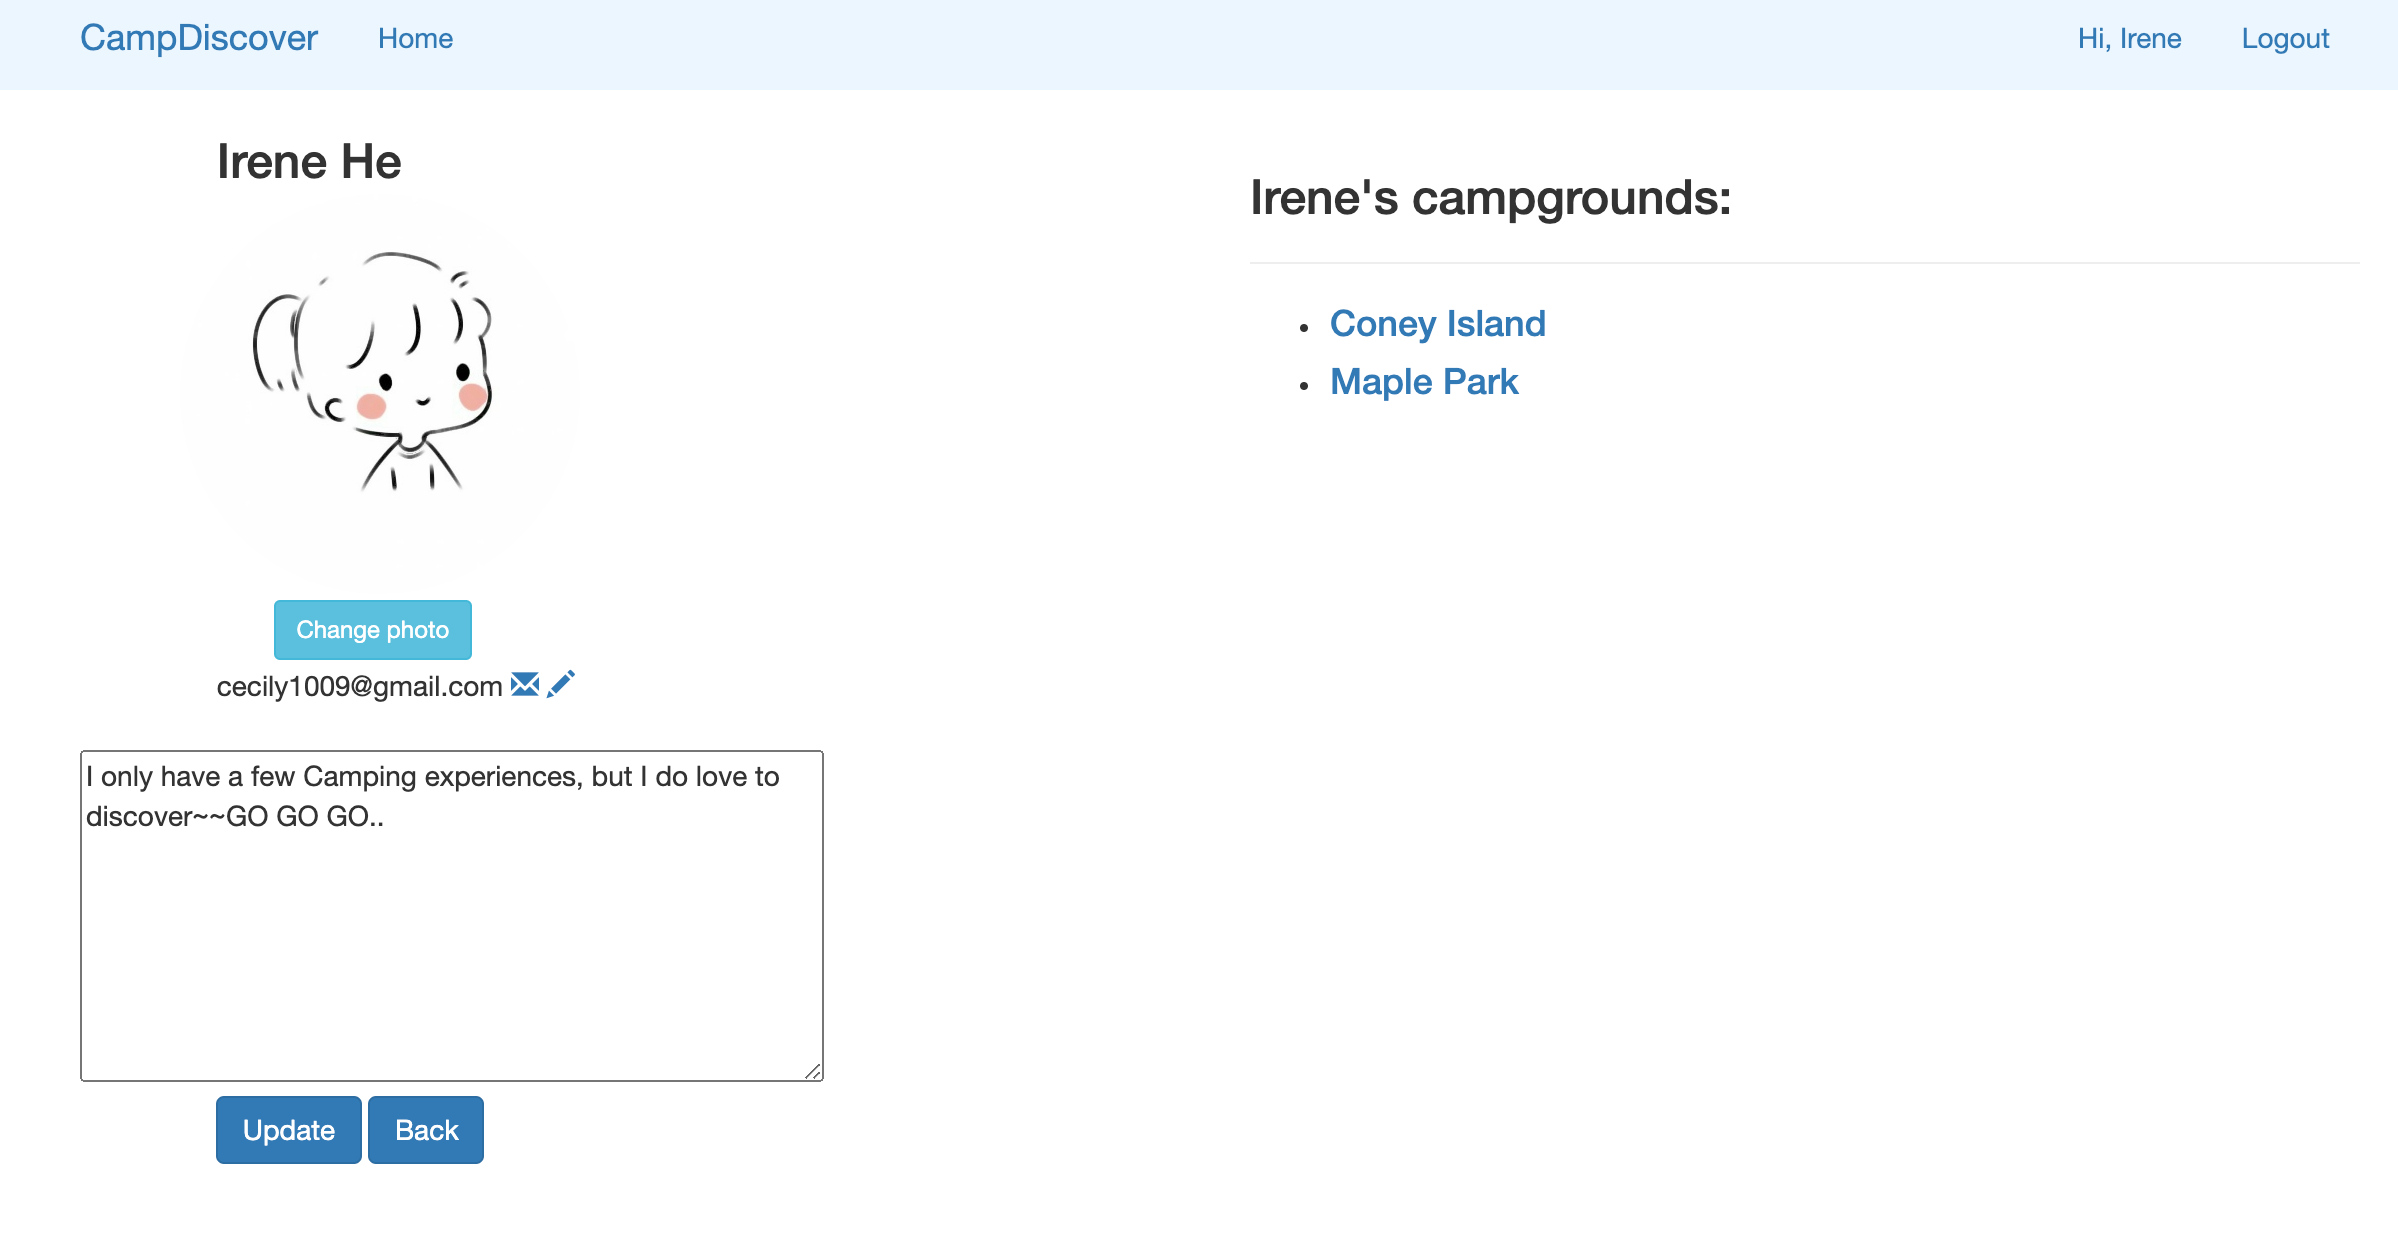 CampDiscover Home Hi, Irene Logout
Irene He
Change photo
cecily1009@gmail.com
I only have a few Camping experiences, but I do love to
discover~~GO GO GO..
Update Back
Irene's campgrounds:
Coney Island
Maple Park